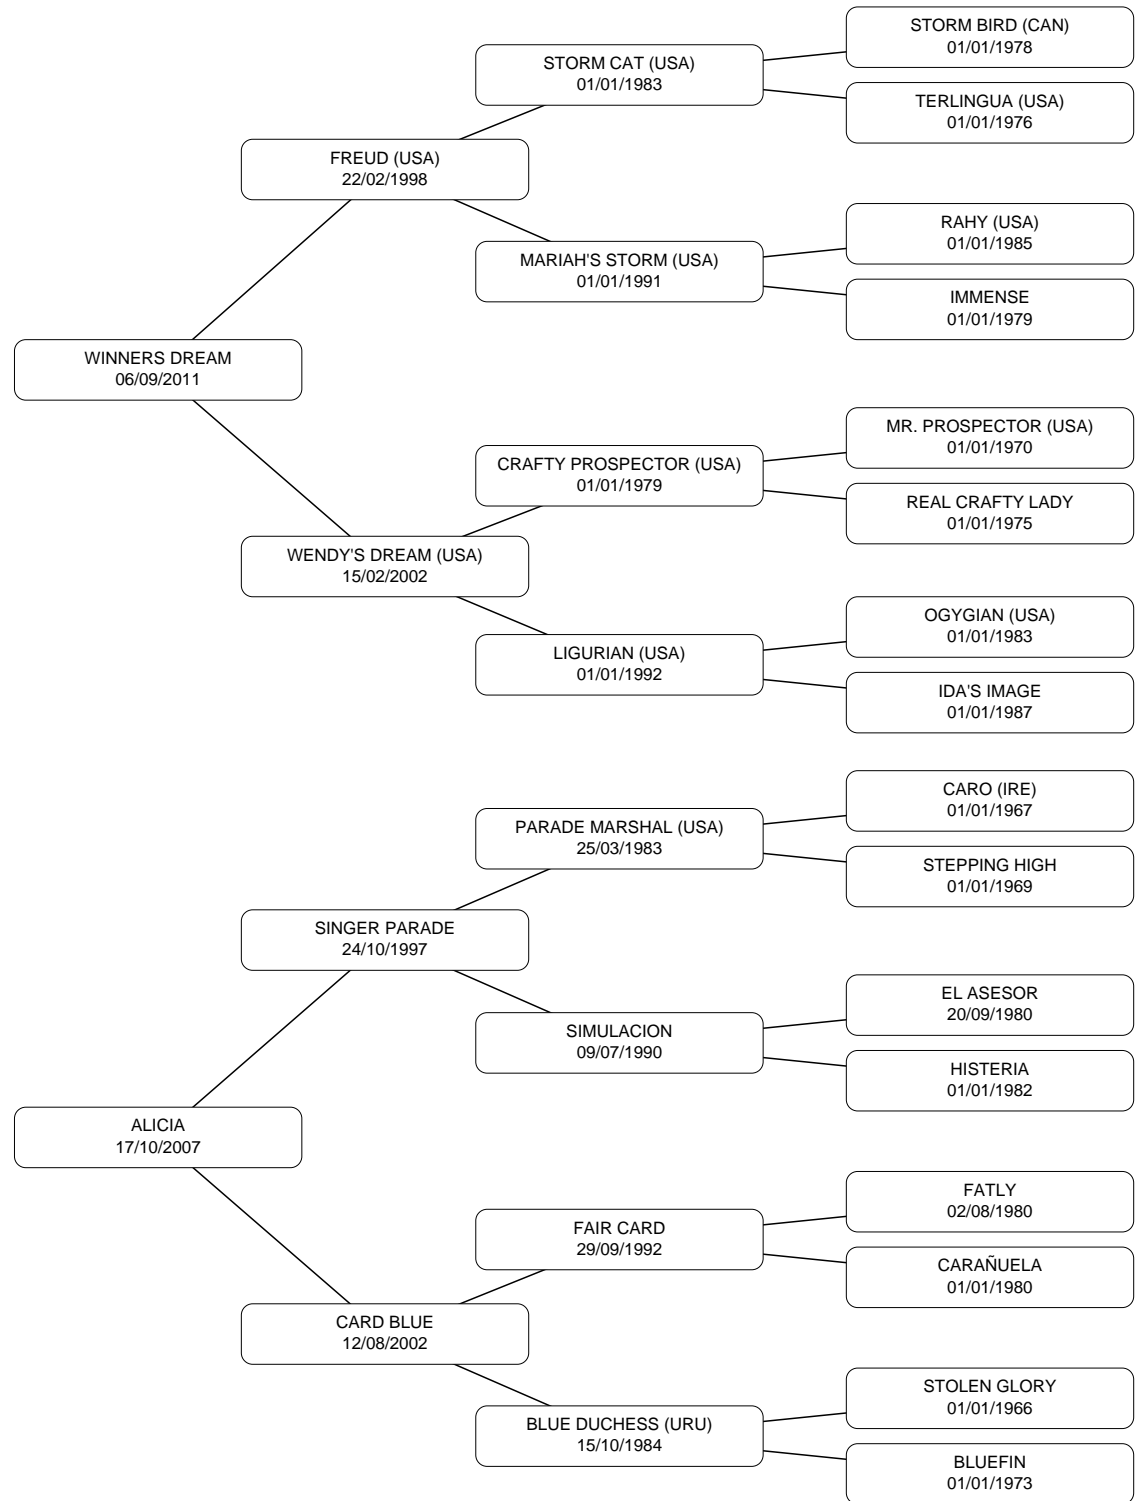 STORM BIRD (CAN)
01/01/1978
STORM CAT (USA)
01/01/1983
TERLINGUA (USA)
01/01/1976
FREUD (USA)
22/02/1998
RAHY (USA)
01/01/1985
MARIAH'S STORM (USA)
01/01/1991
IMMENSE
01/01/1979
WINNERS DREAM
06/09/2011
MR. PROSPECTOR (USA)
01/01/1970
CRAFTY PROSPECTOR (USA)
01/01/1979
REAL CRAFTY LADY
01/01/1975
WENDY'S DREAM (USA)
15/02/2002
OGYGIAN (USA)
01/01/1983
LIGURIAN (USA)
01/01/1992
IDA'S IMAGE
01/01/1987
CARO (IRE)
01/01/1967
PARADE MARSHAL (USA)
25/03/1983
STEPPING HIGH
01/01/1969
SINGER PARADE
24/10/1997
EL ASESOR
20/09/1980
SIMULACION
09/07/1990
HISTERIA
01/01/1982
ALICIA
17/10/2007
FATLY
02/08/1980
FAIR CARD
29/09/1992
CARAÑUELA
01/01/1980
CARD BLUE
12/08/2002
STOLEN GLORY
01/01/1966
BLUE DUCHESS (URU)
15/10/1984
BLUEFIN
01/01/1973